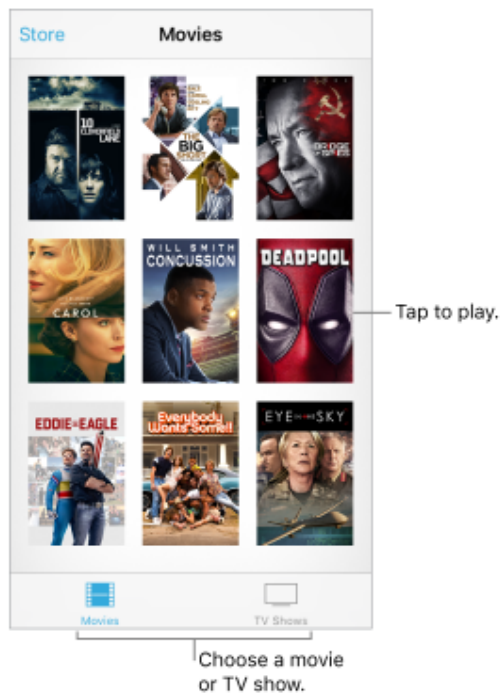 Store
Movies
10
CLOVERFIELD
LANE
THE
BIG
SHORT
BRIDGE
OF SPIES
CAROL
WILL SMITH
CONCUSSION
DEADPOOL
Tap to play.
EDDIE THE EAGLE
Everybody
Wants Some!!
EYE IN THE SKY
Movies
TV Shows
Choose a movie
or TV show.